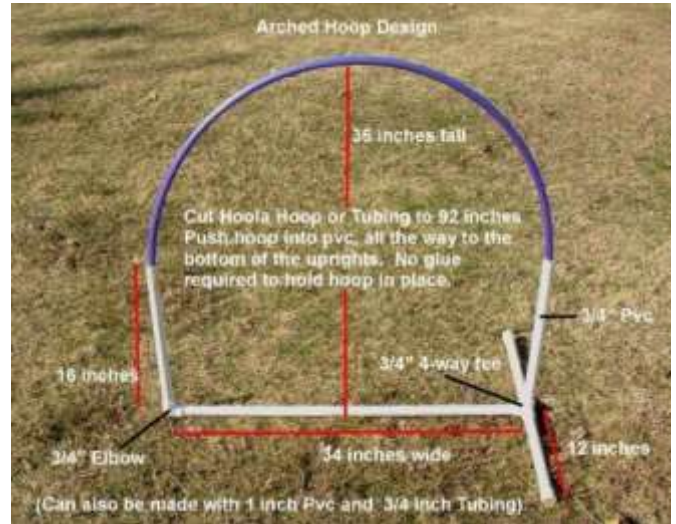 Arched Hoop Design
36 inches tall
Cut Hoola Hoop or Tubing to 92 inches
Push hoop into pvc, all the way to the
bottom of the uprights. No glue
required to hold hoop in place.
3/4" Pvc
3/4" 4-way tee
16 inches
12 inches
3/4" Elbow
34 inches wide
(Can also be made with 1 inch Pvc and 3/4 inch Tubing)